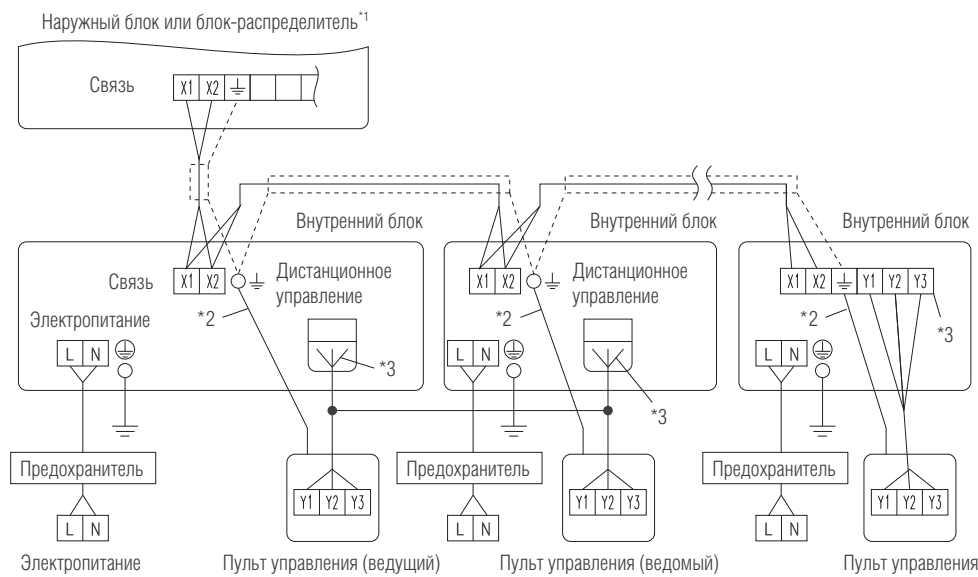 Наружный блок или блок-распределитель*1
Связь X1 X2
Внутренний блок Внутренний блок Внутренний блок
Связь X1 X2 Дистанционное управление X1 X2 Дистанционное управление X1 X2 Y1 Y2 Y3
*2 *2 *2 *3
Электропитание
L N L N L N
*3 *3
Предохранитель Предохранитель Предохранитель
Y1 Y2 Y3 Y1 Y2 Y3 Y1 Y2 Y3
L N L N L N
Электропитание Пульт управления (ведущий) Пульт управления (ведомый) Пульт управления